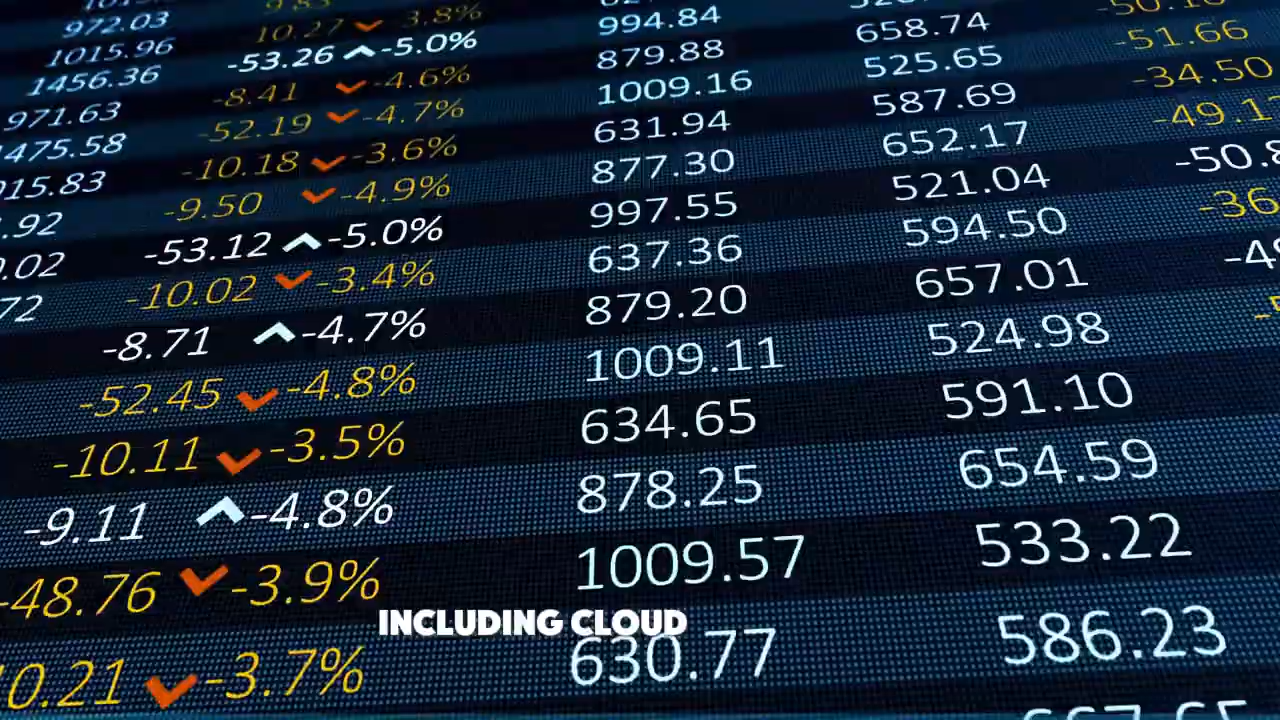 972.03 10.27 3.8% 994.84 658.74
1015.96 -53.26 -5.0% 879.88 525.65 -51.66
1456.36 -8.41 -4.6% 1009.16 587.69 -34.50
971.63 -52.19 -4.7% 631.94 652.17
475.58 -10.18 -3.6% 877.30 521.04
915.83 -9.50 -4.9% 997.55 594.50
-53.12 -5.0% 637.36 657.01
-10.02 -3.4% 879.20 524.98
-8.71 -4.7% 1009.11 591.10
-52.45 -4.8% 634.65 654.59
-10.11 -3.5% 878.25 533.22
-9.11 -4.8% 1009.57 586.23
-48.76 -3.9% 630.77
0.21 -3.7%
INCLUDING CLOUD